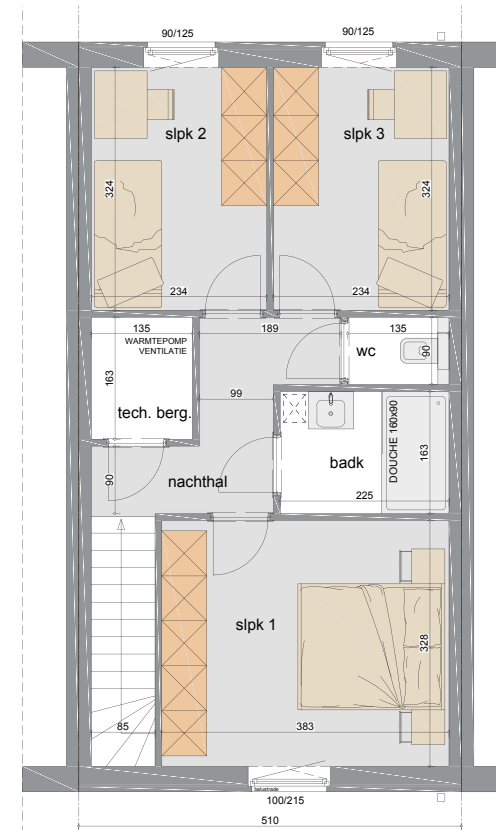 90/125
90/125
slpk 2
slpk 3
324
324
234
234
135
189
135
WARMTEPOMP
VENTILATIE
wc
90
163
99
tech. berg.
DOUCHE 160x90
163
badk
90
nachthal
225
slpk 1
328
85
383
balustrade
100/215
510